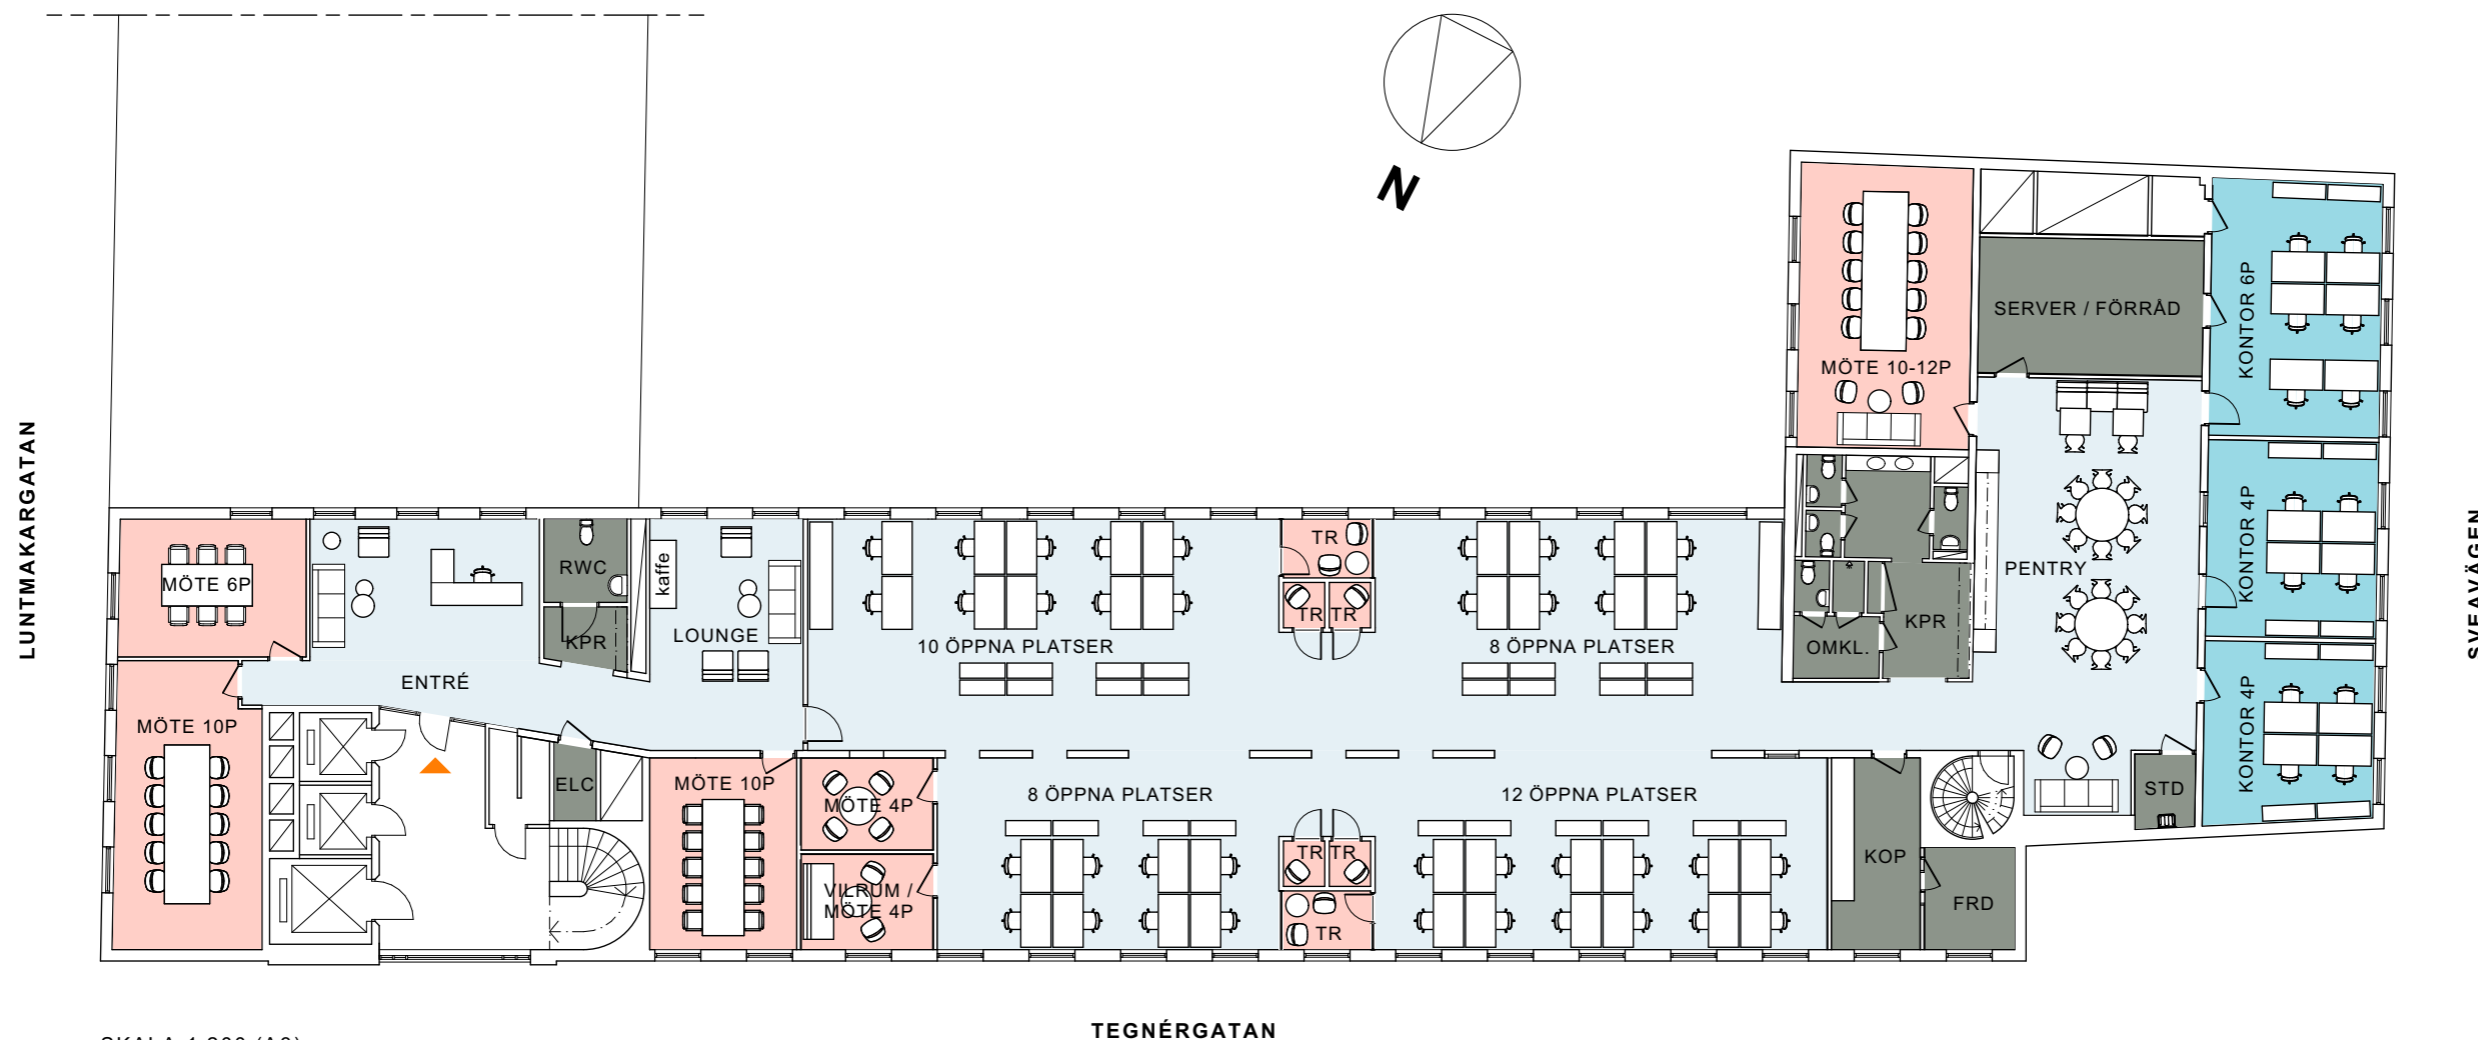 N
LUNTMAKARGATAN
SVEAVÄGEN
MÖTE 10-12P
SERVER / FÖRRÅD
KONTOR 6P
MÖTE 6P
RWC
KPR
kaffe
LOUNGE
ENTRÉ
10 ÖPPNA PLATSER
TR
TR TR
8 ÖPPNA PLATSER
OMKL.
KPR
PENTRY
KONTOR 4P
KONTOR 4P
MÖTE 10P
ELC
MÖTE 10P
MÖTE 4P
VILRUM /
MÖTE 4P
8 ÖPPNA PLATSER
TR TR
TR
12 ÖPPNA PLATSER
KOP
FRD
STD
TEGNÉRGATAN